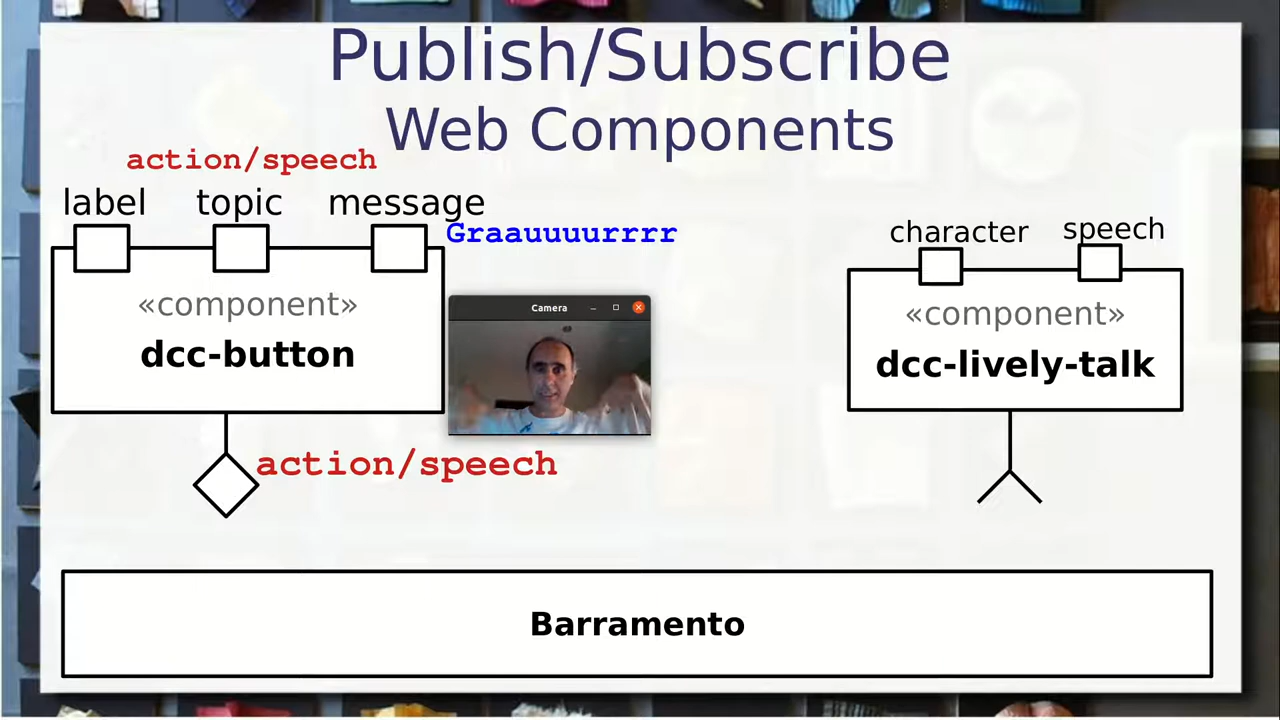 Publish/Subscribe
Web Components
action/speech
label topic message
Graauuuurrrr
character speech
«component»
dcc-button
Camera
«component»
dcc-lively-talk
action/speech
Barramento